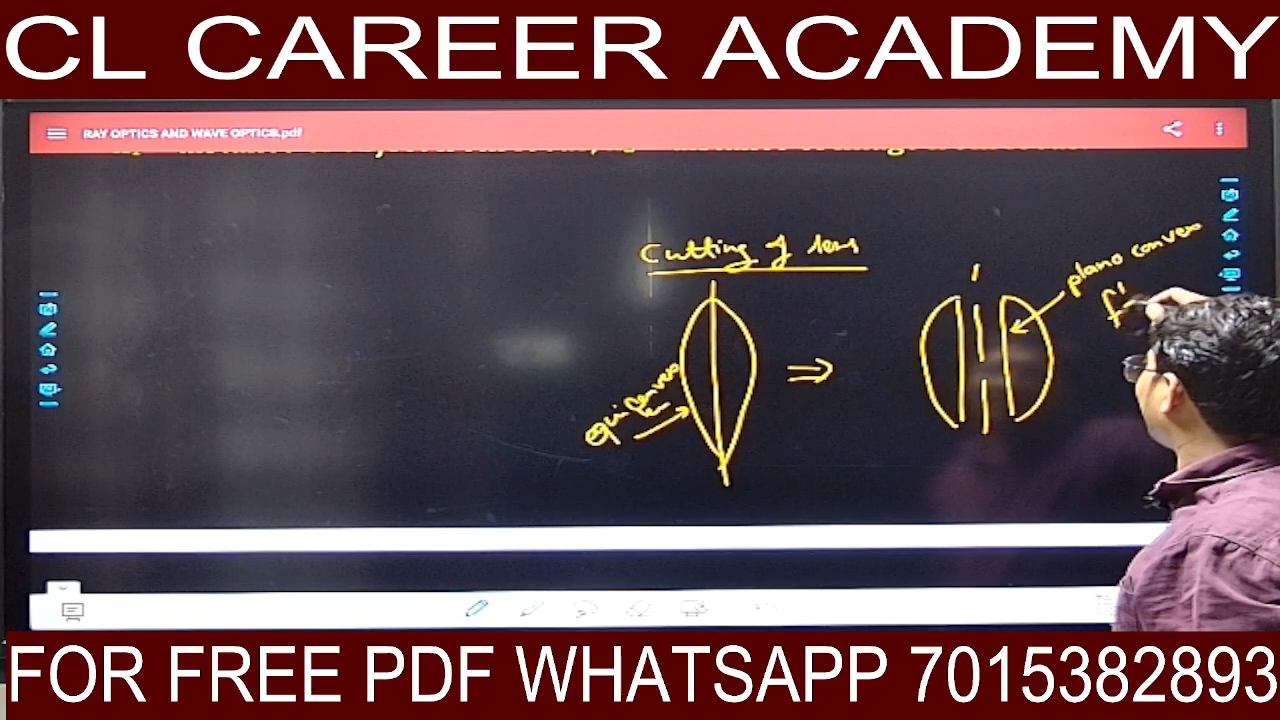 CL CAREER ACADEMY
RAY OPTICS AND WAVE OPTICS.pdf
Cutting of lens
plano convex
f'
equi convex
FOR FREE PDF WHATSAPP 7015382893